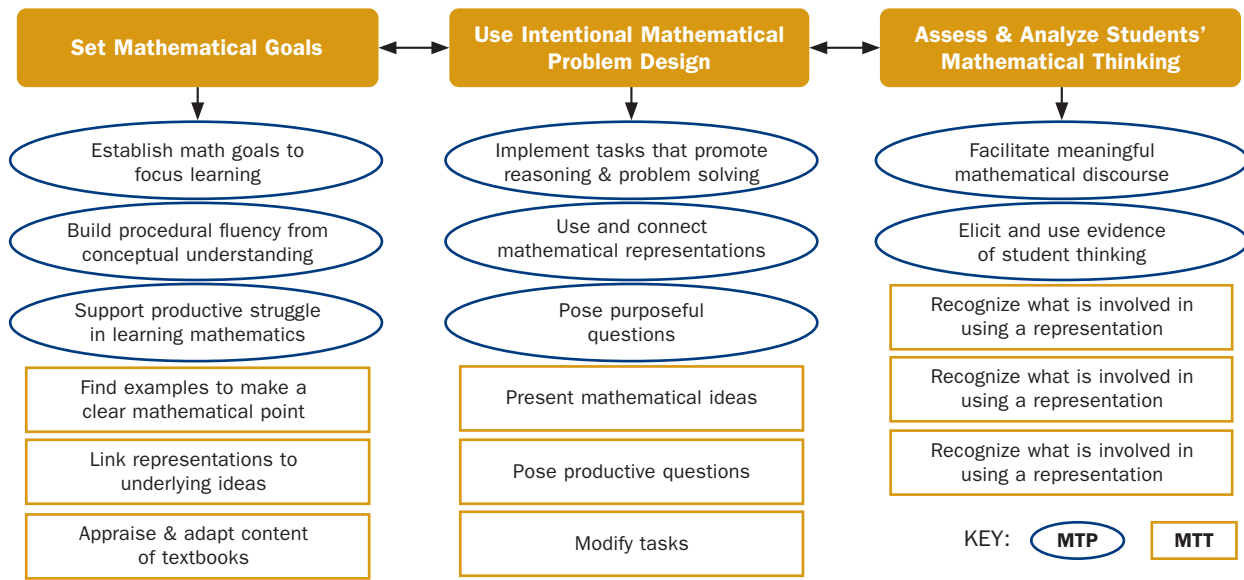 Set Mathematical Goals
Use Intentional Mathematical
Problem Design
Assess & Analyze Students’
Mathematical Thinking
Establish math goals to
focus learning
Build procedural fluency from
conceptual understanding
Support productive struggle
in learning mathematics
Find examples to make a
clear mathematical point
Link representations to
underlying ideas
Appraise & adapt content
of textbooks
Implement tasks that promote
reasoning & problem solving
Use and connect
mathematical representations
Pose purposeful
questions
Present mathematical ideas
Pose productive questions
Modify tasks
Facilitate meaningful
mathematical discourse
Elicit and use evidence
of student thinking
Recognize what is involved in
using a representation
Recognize what is involved in
using a representation
Recognize what is involved in
using a representation
KEY: MTP MTT